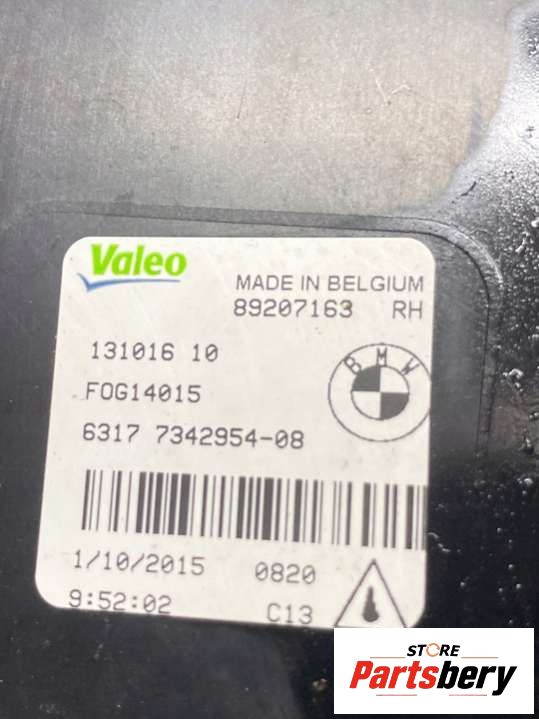 Valeo
MADE IN BELGIUM
89207163 RH
131016 10
FOG14015
BMW
6317 7342954-08
1/10/2015 0820
9:52:02 C13
STORE
Partsbery